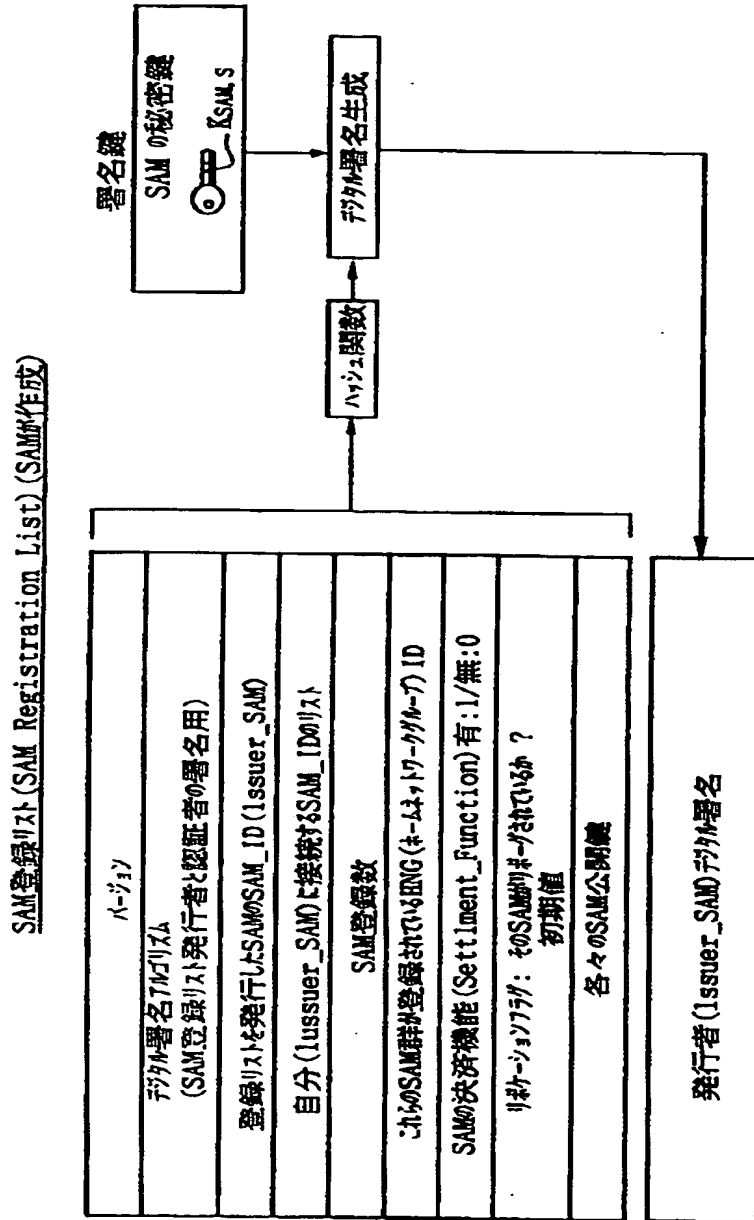 SAM登録リスト(SAM Registration List)(SAMが作成)
バージョン
デジタル署名アルゴリズム
(SAM登録リスト発行者と認証者の署名用)
登録リストを発行したSAMのSAM_ID(Issuer_SAM)
自分(Iussuer_SAM)に接続するSAM_IDのリスト
SAM登録数
これらのSAM群が登録されているHNG(ホームネットワークグループ)ID
SAMの決済機能(Settlment_Function)有:1/無:0
リボケーションフラグ: そのSAMがリボークされているか?
初期値
各々のSAM公開鍵
発行者(Issuer_SAM)デジタル署名
ハッシュ関数
署名鍵
SAM の秘密鍵
KSAM,S
デジタル署名生成